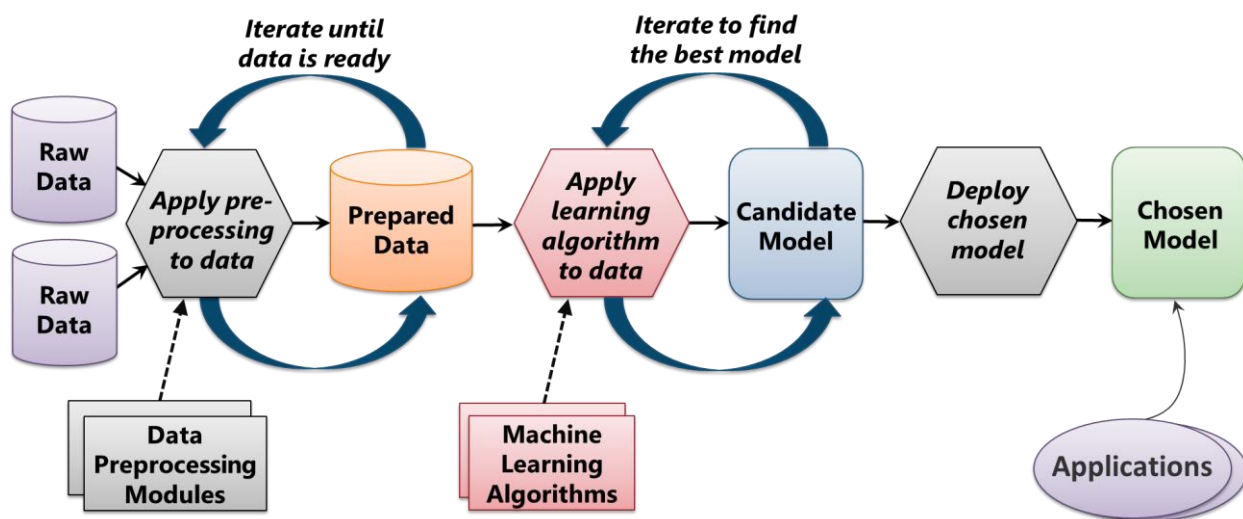 Iterate until
data is ready
Iterate to find
the best model
Raw
Data
Raw
Data
Apply pre-
processing
to data
Prepared
Data
Apply
learning
algorithm
to data
Candidate
Model
Deploy
chosen
model
Chosen
Model
Data
Preprocessing
Modules
Machine
Learning
Algorithms
Applications